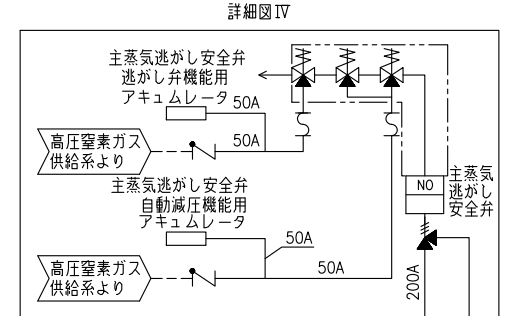 詳細図Ⅳ
主蒸気逃がし安全弁
逃がし弁機能用
アキュムレータ
50A
50A
高圧窒素ガス
供給系より
主蒸気逃がし安全弁
自動減圧機能用
アキュムレータ
50A
50A
高圧窒素ガス
供給系より
NO
主蒸気
逃がし
安全弁
200A